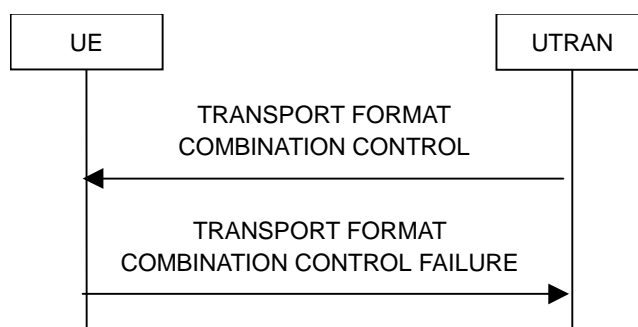 UE
UTRAN
TRANSPORT FORMAT
COMBINATION CONTROL
TRANSPORT FORMAT
COMBINATION CONTROL FAILURE